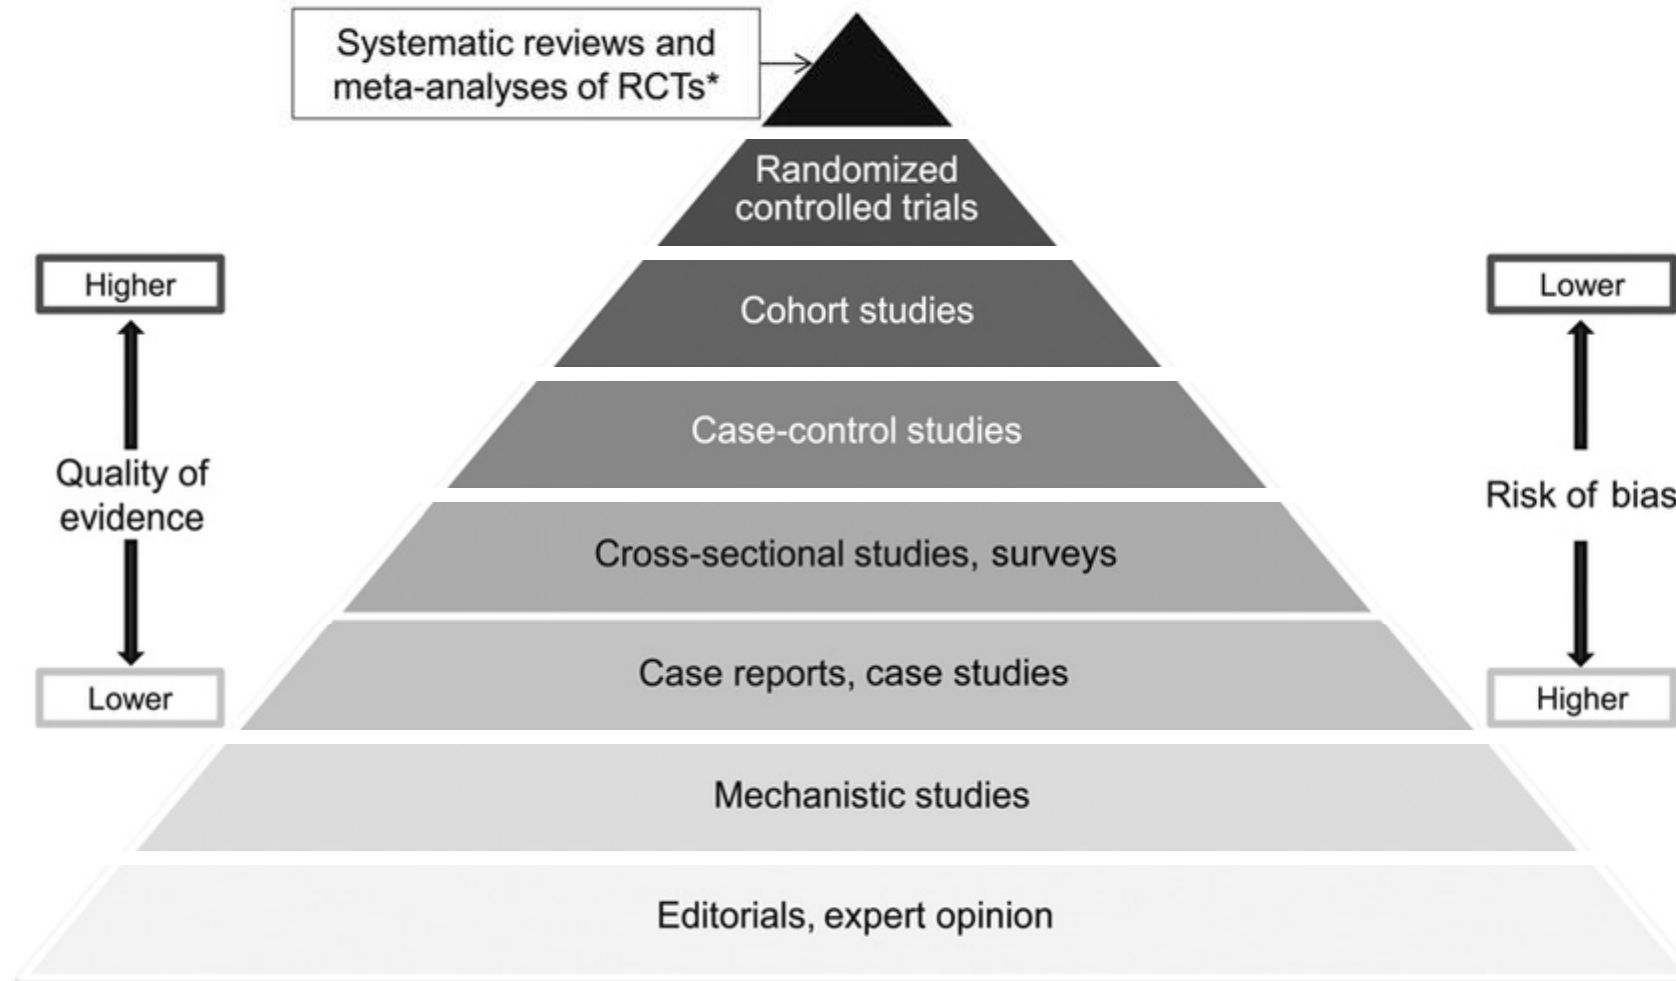 Systematic reviews and
meta-analyses of RCTs*
Randomized
controlled trials
Higher
Lower
Cohort studies
Case-control studies
Quality of
evidence
Risk of bias
Cross-sectional studies, surveys
Case reports, case studies
Lower
Higher
Mechanistic studies
Editorials, expert opinion